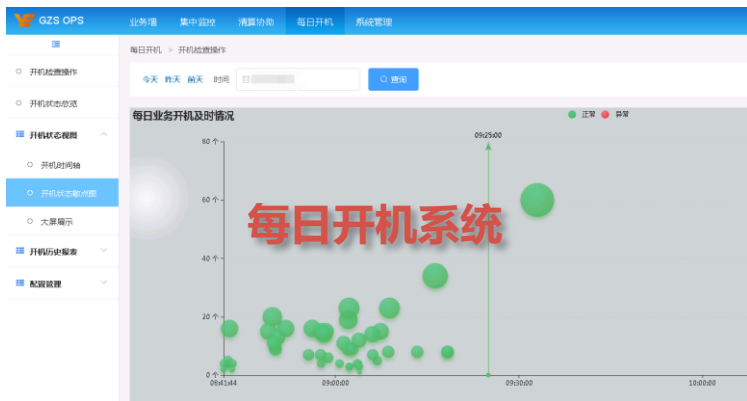 GZS OPS 业务墙 集中监控 清算协助 每日开机 系统管理
每日开机 > 开机检查操作
开机检查操作
开机状态总览
开机状态视图
开机时间轴
开机状态散点图
大屏展示
开机历史报表
配置管理
今天 昨天 前天 时间 查询
每日业务开机及时情况
正常 异常
09:25:00
80 个
60 个
40 个
20 个
0 个
08:41:44 09:00:00 09:30:00 10:00:00
每日开机系统